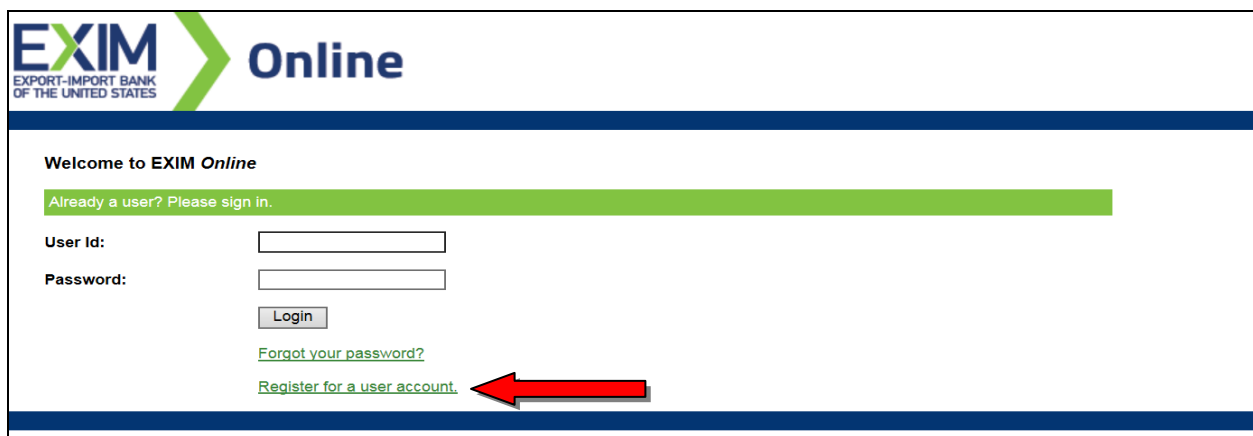 EXIM
EXPORT-IMPORT BANK
OF THE UNITED STATES
Online
Welcome to EXIM Online
Already a user? Please sign in.
User Id:
Password:
Login
Forgot your password?
Register for a user account.